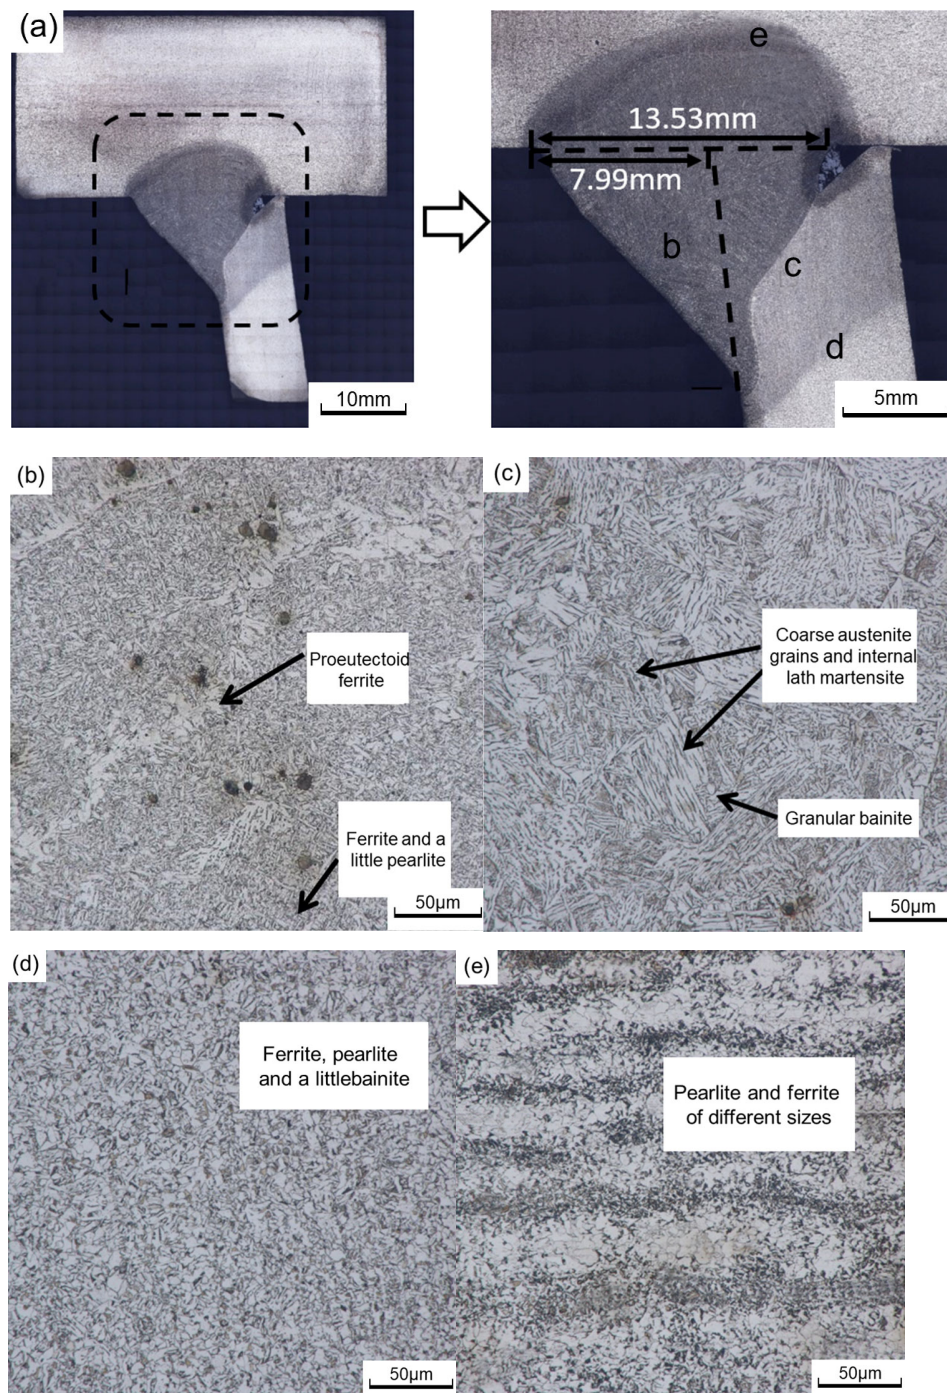 (a)
e
13.53mm
7.99mm
b
c
d
10mm
5mm
(b)
Proeutectoid
ferrite
Ferrite and a
little pearlite
50μm
(c)
Coarse austenite
grains and internal
lath martensite
Granular bainite
50μm
(d)
Ferrite, pearlite
and a littlebainite
50μm
(e)
Pearlite and ferrite
of different sizes
50μm